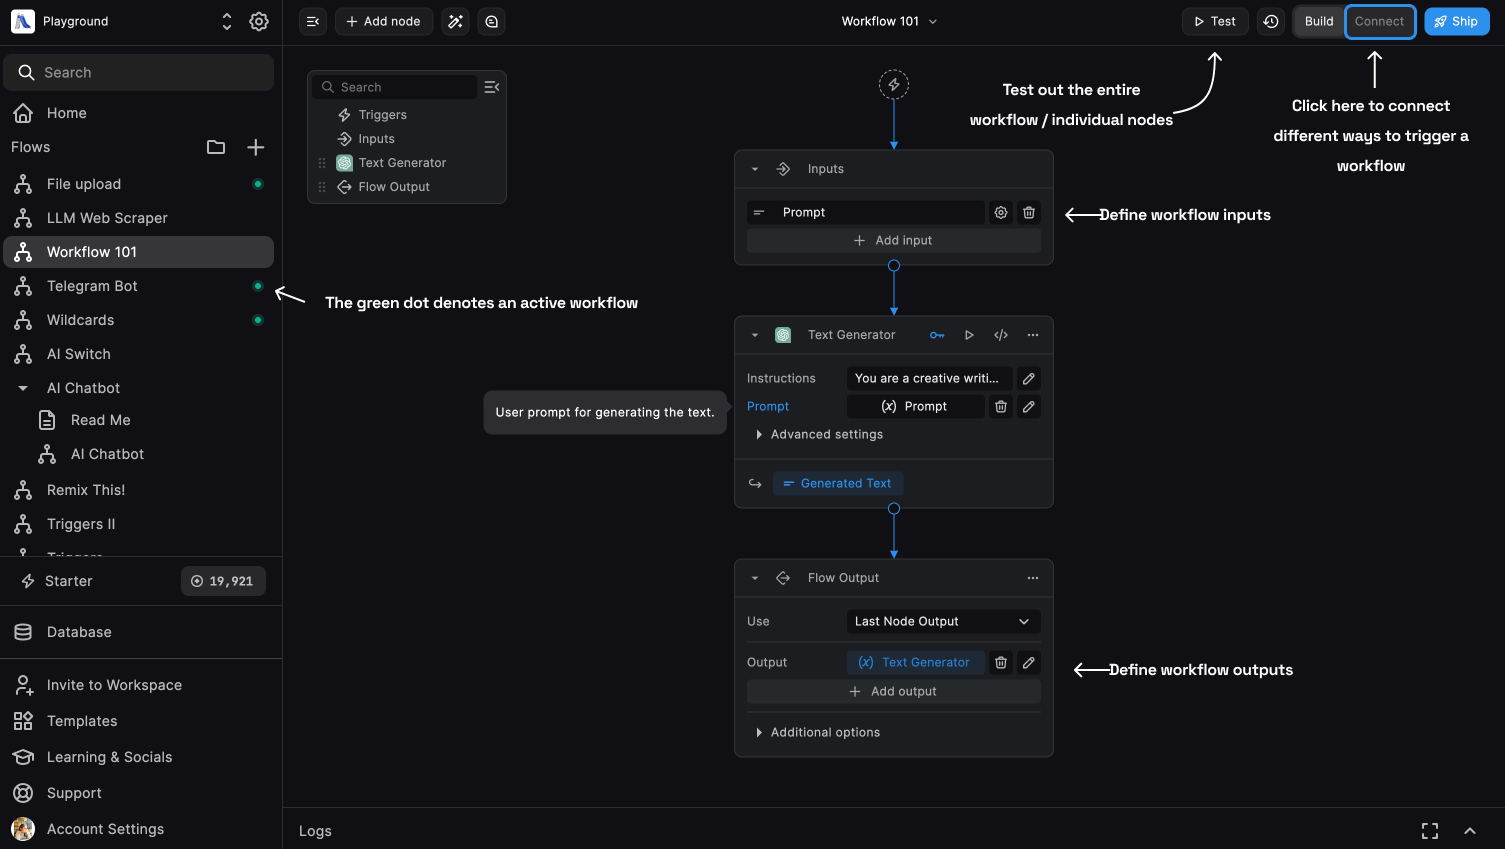 Playground
Add node
Workflow 101
Test
Build
Connect
Ship
Search
Home
Flows
File upload
LLM Web Scraper
Workflow 101
Telegram Bot
Wildcards
AI Switch
AI Chatbot
Read Me
AI Chatbot
Remix This!
Triggers II
Triggers
Starter
19,921
Database
Invite to Workspace
Templates
Learning & Socials
Support
Account Settings
Search
Triggers
Inputs
Text Generator
Flow Output
The green dot denotes an active workflow
Test out the entire
workflow / individual nodes
Click here to connect
different ways to trigger a
workflow
Inputs
Prompt
Add input
Define workflow inputs
Text Generator
Instructions
You are a creative writi...
Prompt
(x) Prompt
User prompt for generating the text.
Advanced settings
Generated Text
Flow Output
Use
Last Node Output
Output
(x) Text Generator
Add output
Define workflow outputs
Additional options
Logs